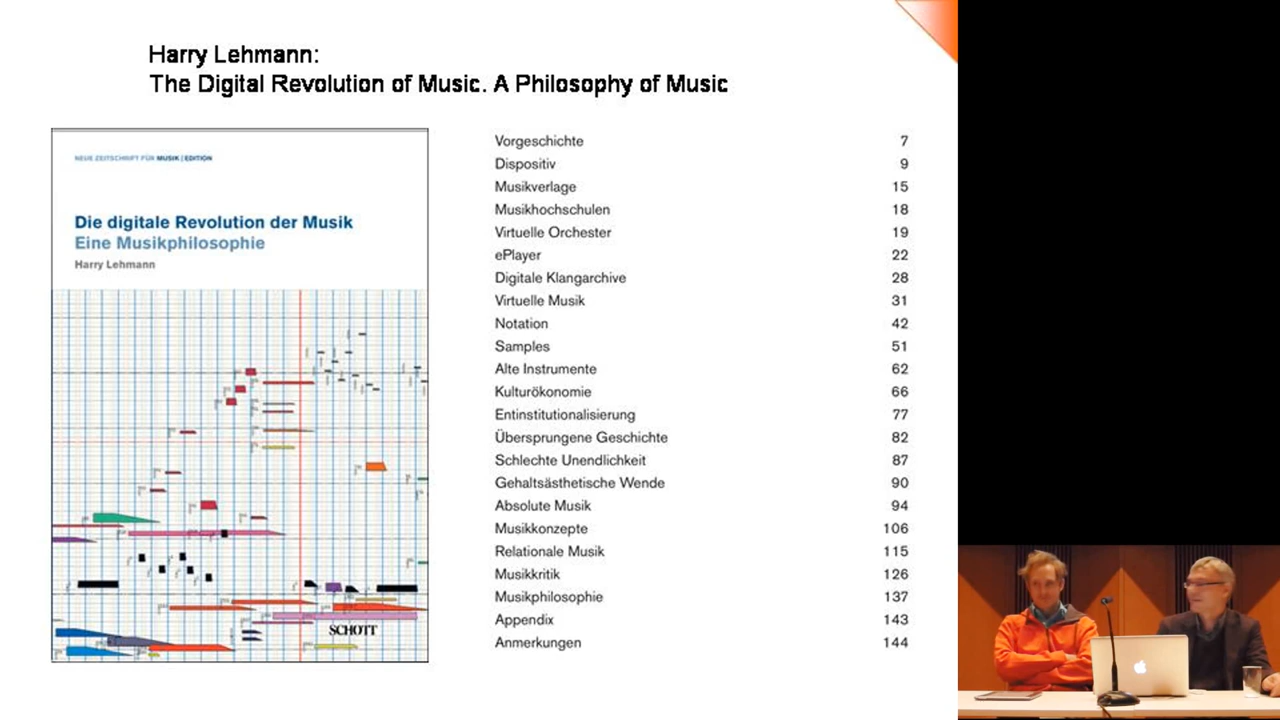 Harry Lehmann:
The Digital Revolution of Music. A Philosophy of Music
NEUE ZEITSCHRIFT FÜR MUSIK | EDITION
Die digitale Revolution der Musik
Eine Musikphilosophie
Harry Lehmann
SCHOTT
Vorgeschichte 7
Dispositiv 9
Musikverlage 15
Musikhochschulen 18
Virtuelle Orchester 19
ePlayer 22
Digitale Klangarchive 28
Virtuelle Musik 31
Notation 42
Samples 51
Alte Instrumente 62
Kulturökonomie 66
Entinstitutionalisierung 77
Übersprungene Geschichte 82
Schlechte Unendlichkeit 87
Gehaltsästhetische Wende 90
Absolute Musik 94
Musikkonzepte 106
Relationale Musik 115
Musikkritik 126
Musikphilosophie 137
Appendix 143
Anmerkungen 144